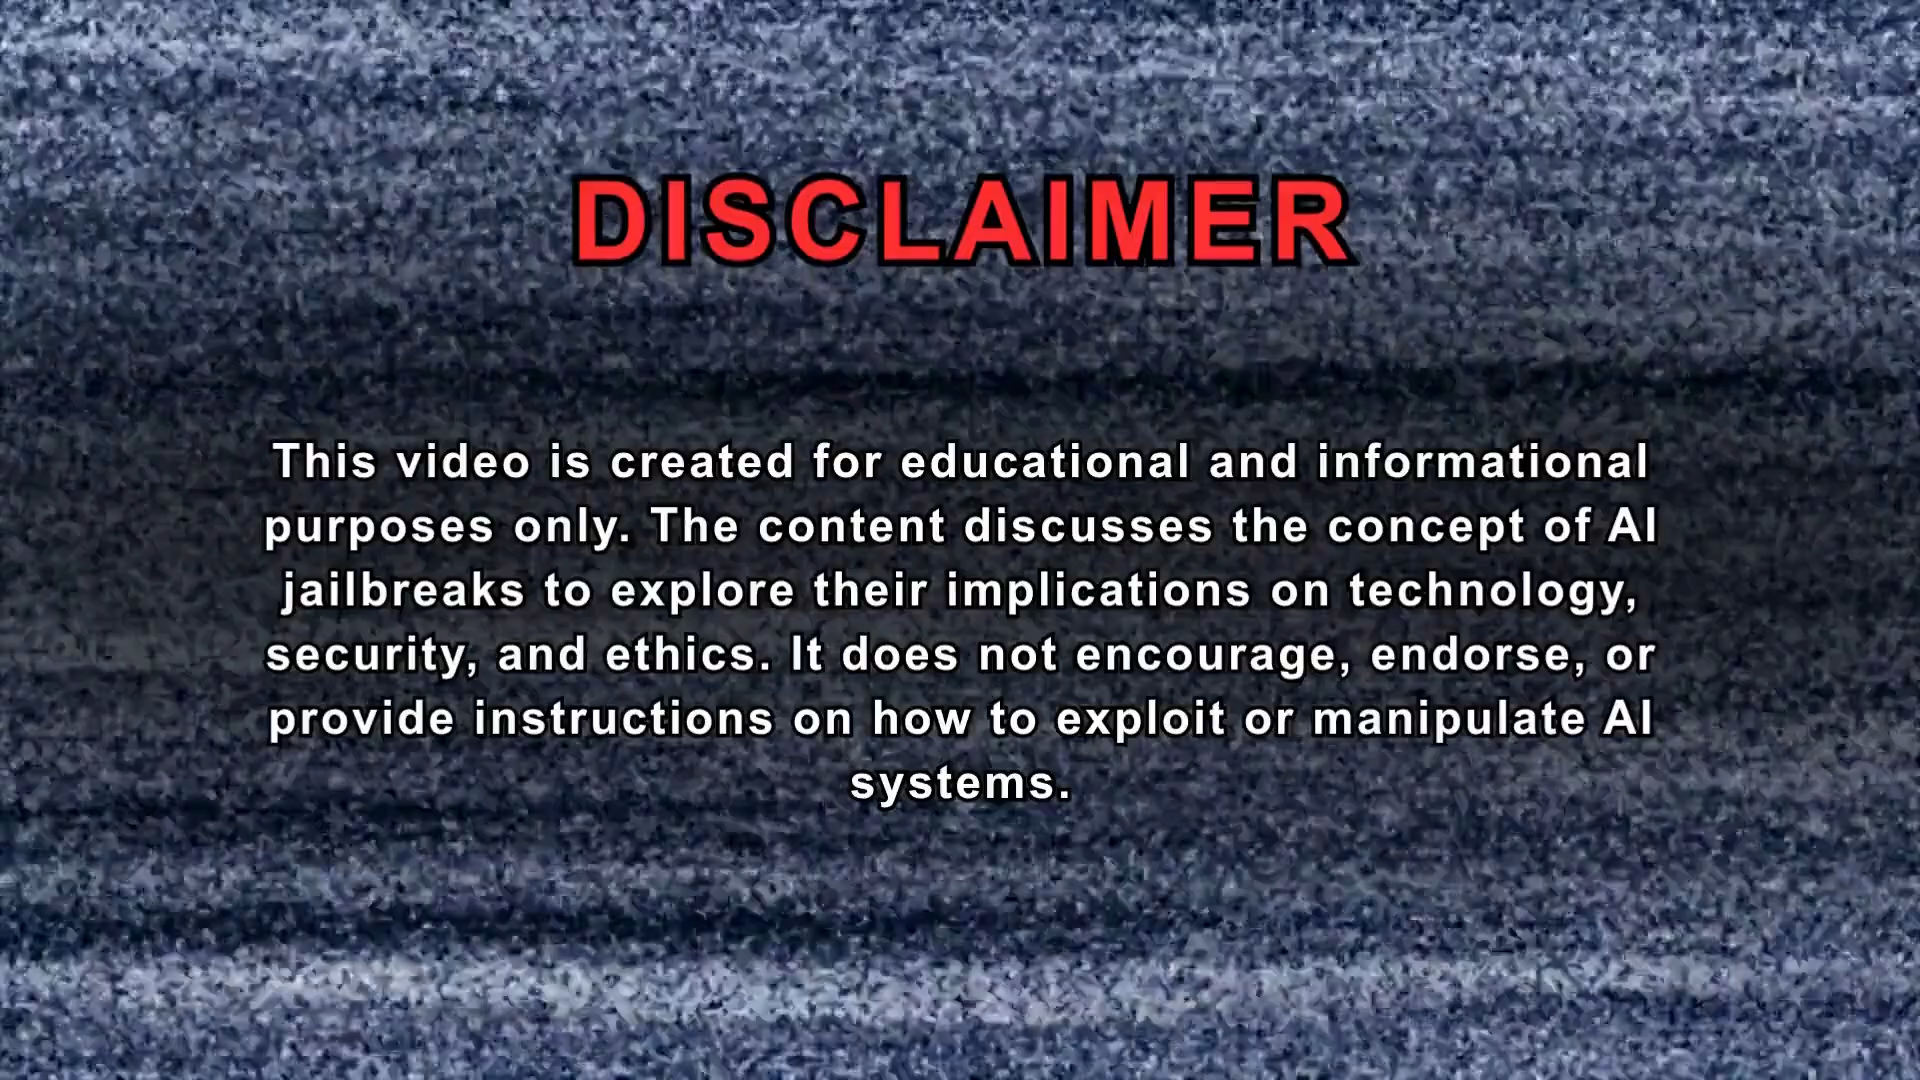 DISCLAIMER
This video is created for educational and informational
purposes only. The content discusses the concept of AI
jailbreaks to explore their implications on technology,
security, and ethics. It does not encourage, endorse, or
provide instructions on how to exploit or manipulate AI
systems.